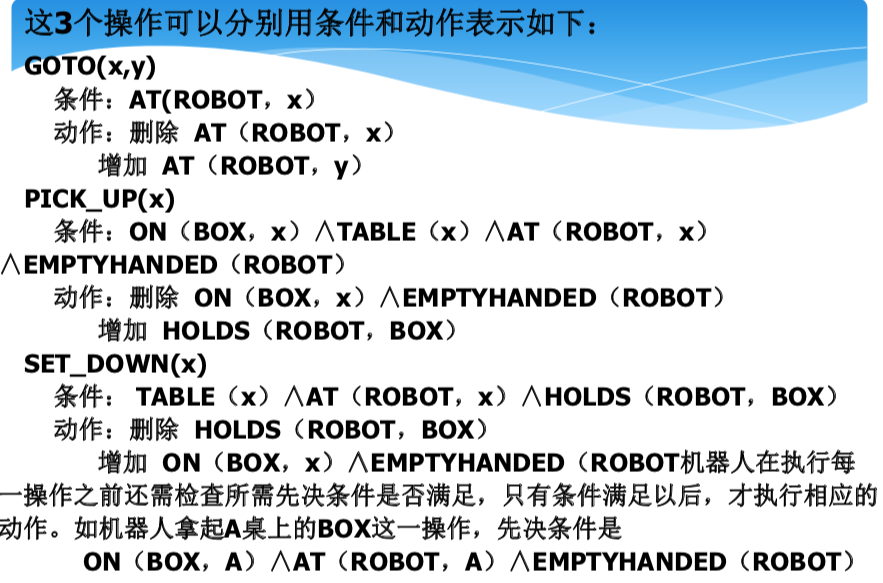 这3个操作可以分别用条件和动作表示如下：
GOTO(x,y)
条件：AT(ROBOT，x）
动作：删除 AT（ROBOT，x）
增加 AT（ROBOT，y）
PICK_UP(x)
条件：ON（BOX，x）∧TABLE（x）∧AT（ROBOT，x）
∧EMPTYHANDED（ROBOT）
动作：删除 ON（BOX，x）∧EMPTYHANDED（ROBOT）
增加 HOLDS（ROBOT，BOX）
SET_DOWN(x)
条件： TABLE（x）∧AT（ROBOT，x）∧HOLDS（ROBOT，BOX）
动作：删除 HOLDS（ROBOT，BOX）
增加 ON（BOX，x）∧EMPTYHANDED（ROBOT机器人在执行每
一操作之前还需检查所需先决条件是否满足，只有条件满足以后，才执行相应的
动作。如机器人拿起A桌上的BOX这一操作，先决条件是
ON（BOX，A）∧AT（ROBOT，A）∧EMPTYHANDED（ROBOT）